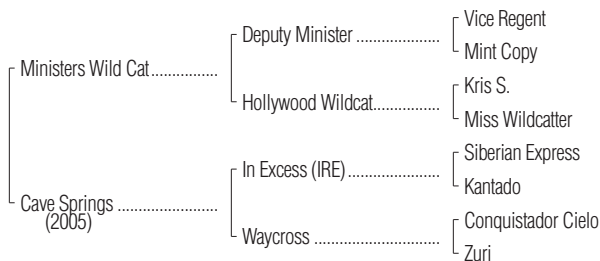 Vice Regent
Deputy Minister ....................
Mint Copy
Ministers Wild Cat................
Kris S.
Hollywood Wildcat................
Miss Wildcatter
Siberian Express
In Excess (IRE) ......................
Kantado
Cave Springs ........................
(2005)
Conquistador Cielo
Waycross ..............................
Zuri